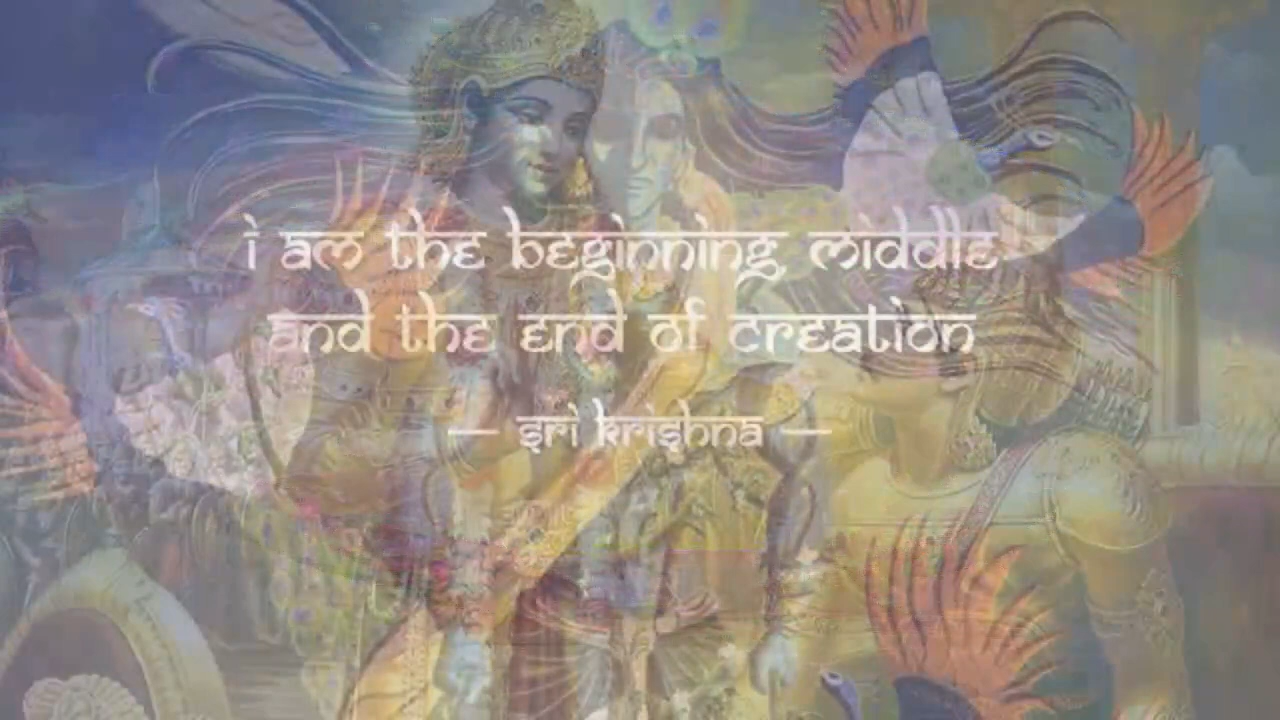 i am the beginning, middle
and the end of creation
— sri krishna —